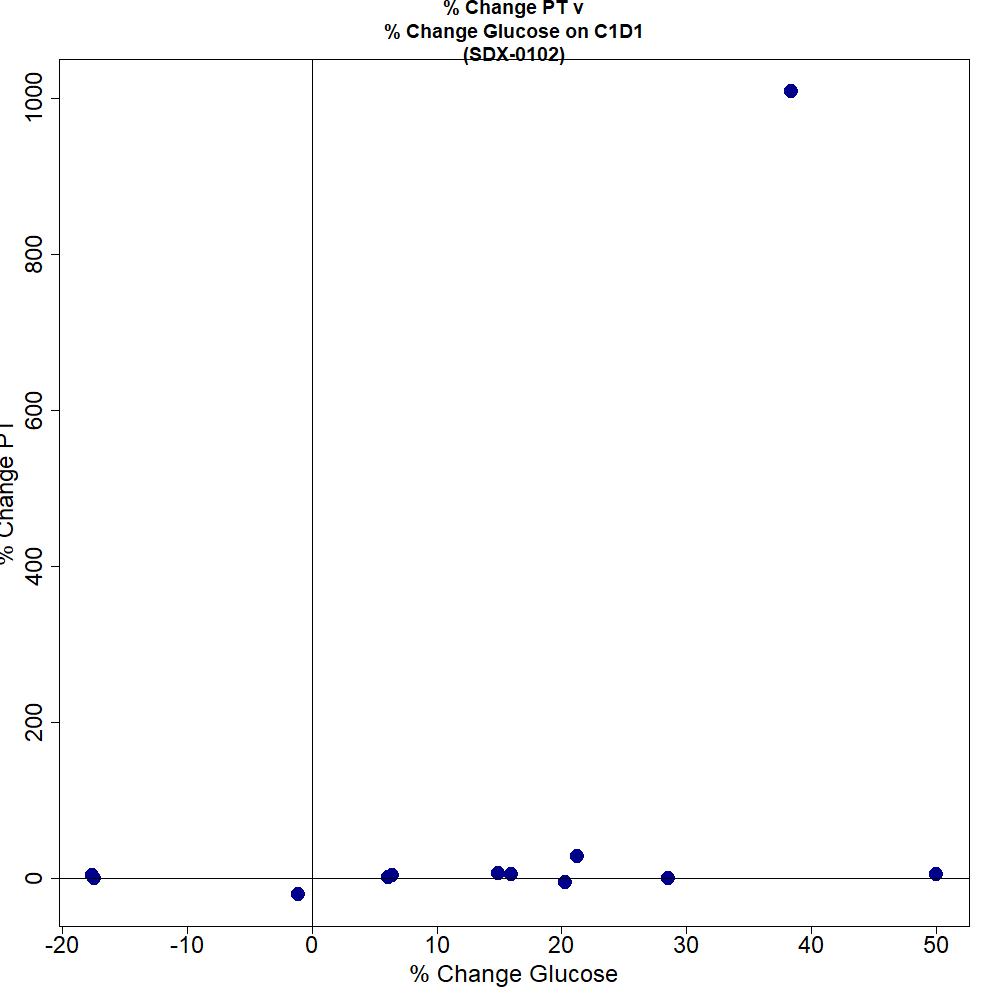 % Change PT v
% Change Glucose on C1D1
(SDX-0102)
1000
800
600
400
200
0
% Change PT
-20 -10 0 10 20 30 40 50
% Change Glucose